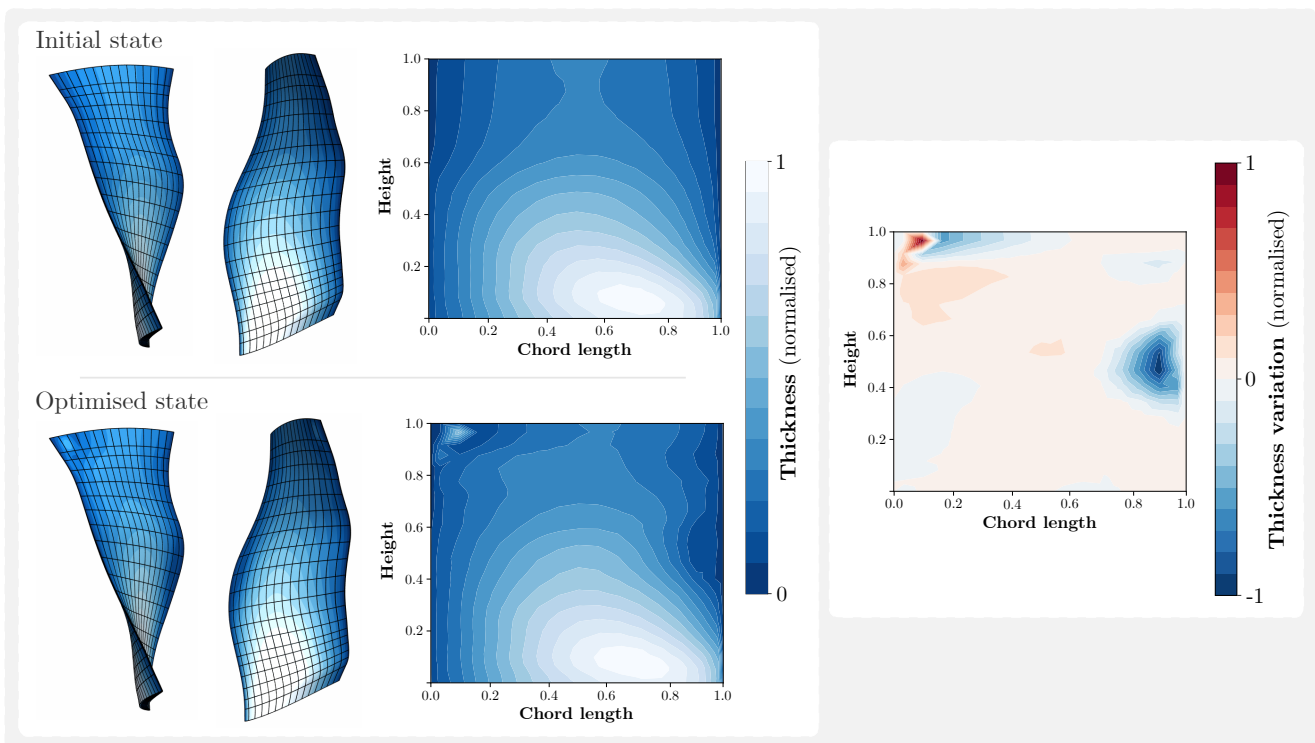 Initial state
1.0
0.8
0.6
0.4
0.2
Height
0.0 0.2 0.4 0.6 0.8 1.0
Chord length
Optimised state
1.0
0.8
0.6
0.4
0.2
Height
0.0 0.2 0.4 0.6 0.8 1.0
Chord length
1
0
Thickness (normalised)
1.0
0.8
0.6
0.4
0.2
Height
0.0 0.2 0.4 0.6 0.8 1.0
Chord length
1
0
-1
Thickness variation (normalised)